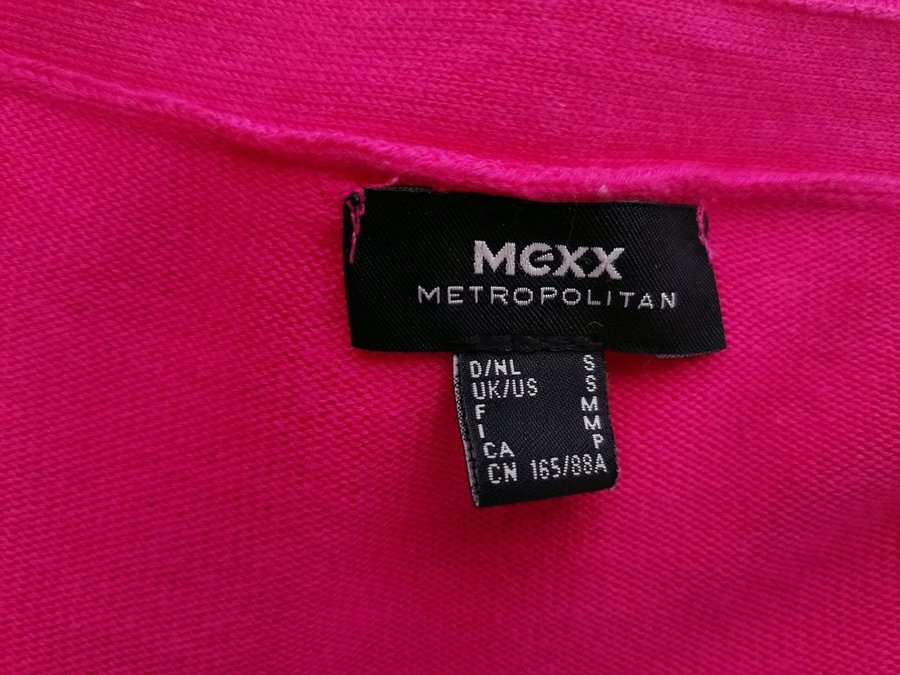 MEXX
METROPOLITAN
D/NL S
UK/US S
F M
I M
CA P
CN 165/88A